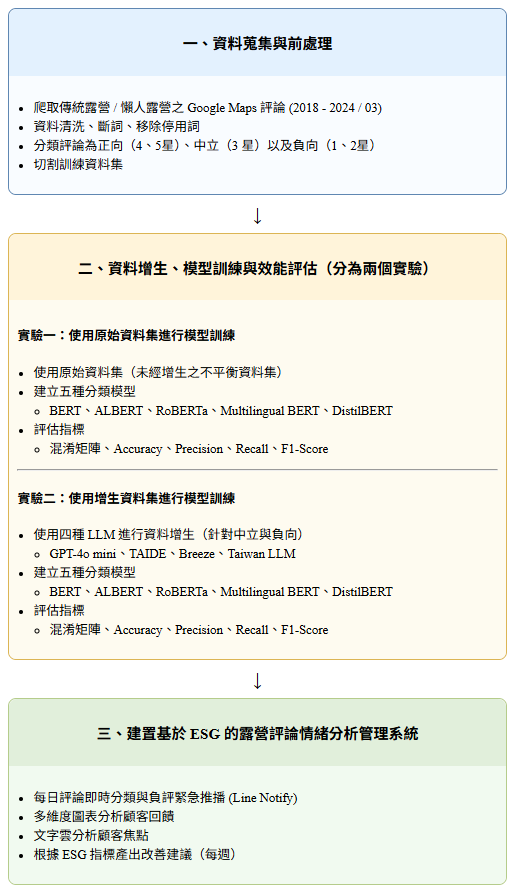 一、資料蒐集與前處理
爬取傳統露營 / 懶人露營之 Google Maps 評論 (2018 - 2024 / 03)
資料清洗、斷詞、移除停用詞
分類評論為正向（4、5星）、中立（3 星）以及負向（1、2星）
切割訓練資料集
↓
二、資料增生、模型訓練與效能評估（分為兩個實驗）
實驗一：使用原始資料集進行模型訓練
使用原始資料集（未經增生之不平衡資料集）
建立五種分類模型
BERT、ALBERT、RoBERTa、Multilingual BERT、DistilBERT
評估指標
混淆矩陣、Accuracy、Precision、Recall、F1-Score
實驗二：使用增生資料集進行模型訓練
使用四種 LLM 進行資料增生（針對中立與負向）
GPT-4o mini、TAIDE、Breeze、Taiwan LLM
建立五種分類模型
BERT、ALBERT、RoBERTa、Multilingual BERT、DistilBERT
評估指標
混淆矩陣、Accuracy、Precision、Recall、F1-Score
↓
三、建置基於 ESG 的露營評論情緒分析管理系統
每日評論即時分類與負評緊急推播 (Line Notify)
多維度圖表分析顧客回饋
文字雲分析顧客焦點
根據 ESG 指標產出改善建議（每週）